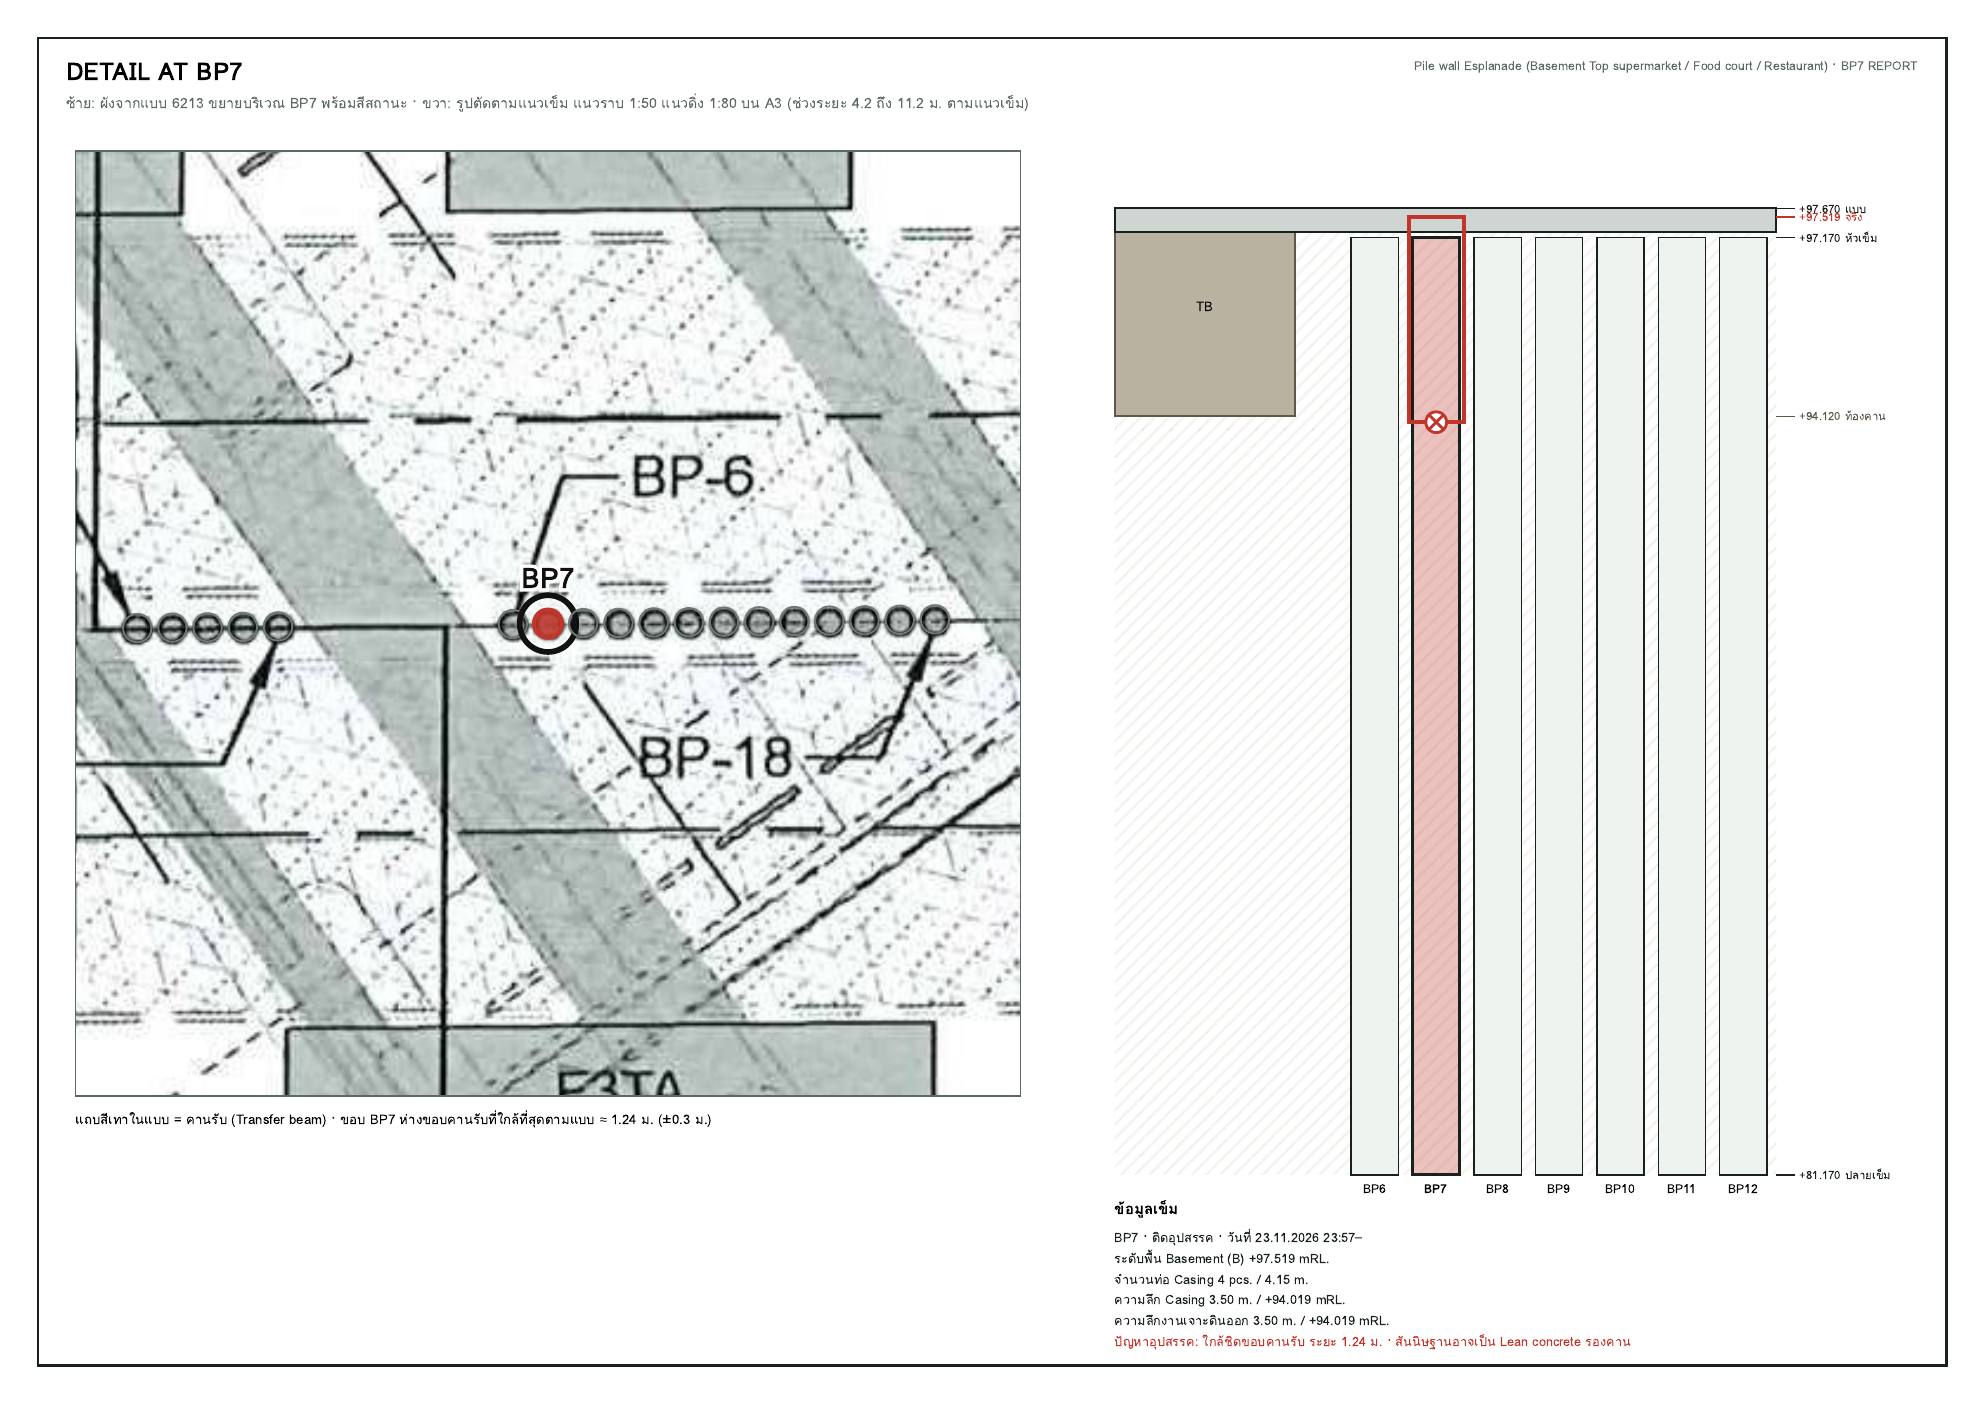 DETAIL AT BP7
Pile wall Esplanade (Basement Top supermarket / Food court / Restaurant) · BP7 REPORT
ซ้าย: ผังจากแบบ 6213 ขยายบริเวณ BP7 พร้อมสีสถานะ · ขวา: รูปตัดตามแนวเข็ม แนวราบ 1:50 แนวดิ่ง 1:80 บน A3 (ช่วงระยะ 4.2 ถึง 11.2 ม. ตามแนวเข็ม)
BP-6
BP7
BP-18
F3TA
แถบสีเทาในแบบ = คานรับ (Transfer beam) · ขอบ BP7 ห่างขอบคานรับที่ใกล้ที่สุดตามแบบ ≈ 1.24 ม. (±0.3 ม.)
+97.670 แบบ
+97.519 จริง
+97.170 หัวเข็ม
TB
+94.120 ท้องคาน
+81.170 ปลายเข็ม
BP6 BP7 BP8 BP9 BP10 BP11 BP12
ข้อมูลเข็ม
BP7 · ติดอุปสรรค · วันที่ 23.11.2026 23:57–
ระดับพื้น Basement (B) +97.519 mRL.
จำนวนท่อ Casing 4 pcs. / 4.15 m.
ความลึก Casing 3.50 m. / +94.019 mRL.
ความลึกงานเจาะดินออก 3.50 m. / +94.019 mRL.
ปัญหาอุปสรรค: ใกล้ชิดขอบคานรับ ระยะ 1.24 ม. · สันนิษฐานอาจเป็น Lean concrete รองคาน